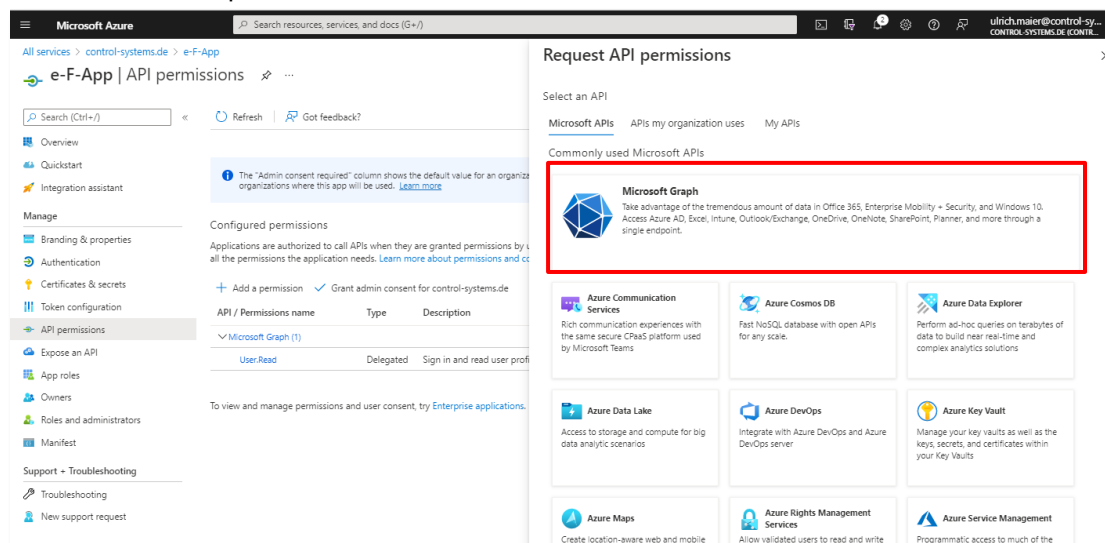 Microsoft Azure
Search resources, services, and docs (G+/)
ulrich.maier@control-sy...
CONTROL-SYSTEMS.DE (CONTR...
All services > control-systems.de > e-F-App
e-F-App | API permissions
Search (Ctrl+/)
Overview
Quickstart
Integration assistant
Manage
Branding & properties
Authentication
Certificates & secrets
Token configuration
API permissions
Expose an API
App roles
Owners
Roles and administrators
Manifest
Support + Troubleshooting
Troubleshooting
New support request
Refresh
Got feedback?
The "Admin consent required" column shows the default value for an organiza
organizations where this app will be used. Learn more
Configured permissions
Applications are authorized to call APIs when they are granted permissions by u
all the permissions the application needs. Learn more about permissions and co
Add a permission
Grant admin consent for control-systems.de
API / Permissions name Type Description
Microsoft Graph (1)
User.Read Delegated Sign in and read user profi
To view and manage permissions and user consent, try Enterprise applications.
Request API permissions
Select an API
Microsoft APIs APIs my organization uses My APIs
Commonly used Microsoft APIs
Microsoft Graph
Take advantage of the tremendous amount of data in Office 365, Enterprise Mobility + Security, and Windows 10.
Access Azure AD, Excel, Intune, Outlook/Exchange, OneDrive, OneNote, SharePoint, Planner, and more through a
single endpoint.
Azure Communication
Services
Rich communication experiences with
the same secure CPaaS platform used
by Microsoft Teams
Azure Cosmos DB
Fast NoSQL database with open APIs
for any scale.
Azure Data Explorer
Perform ad-hoc queries on terabytes of
data to build near real-time and
complex analytics solutions
Azure Data Lake
Access to storage and compute for big
data analytic scenarios
Azure DevOps
Integrate with Azure DevOps and Azure
DevOps server
Azure Key Vault
Manage your key vaults as well as the
keys, secrets, and certificates within
your Key Vaults
Azure Maps
Create location-aware web and mobile
Azure Rights Management
Services
Allow validated users to read and write
Azure Service Management
Programmatic access to much of the